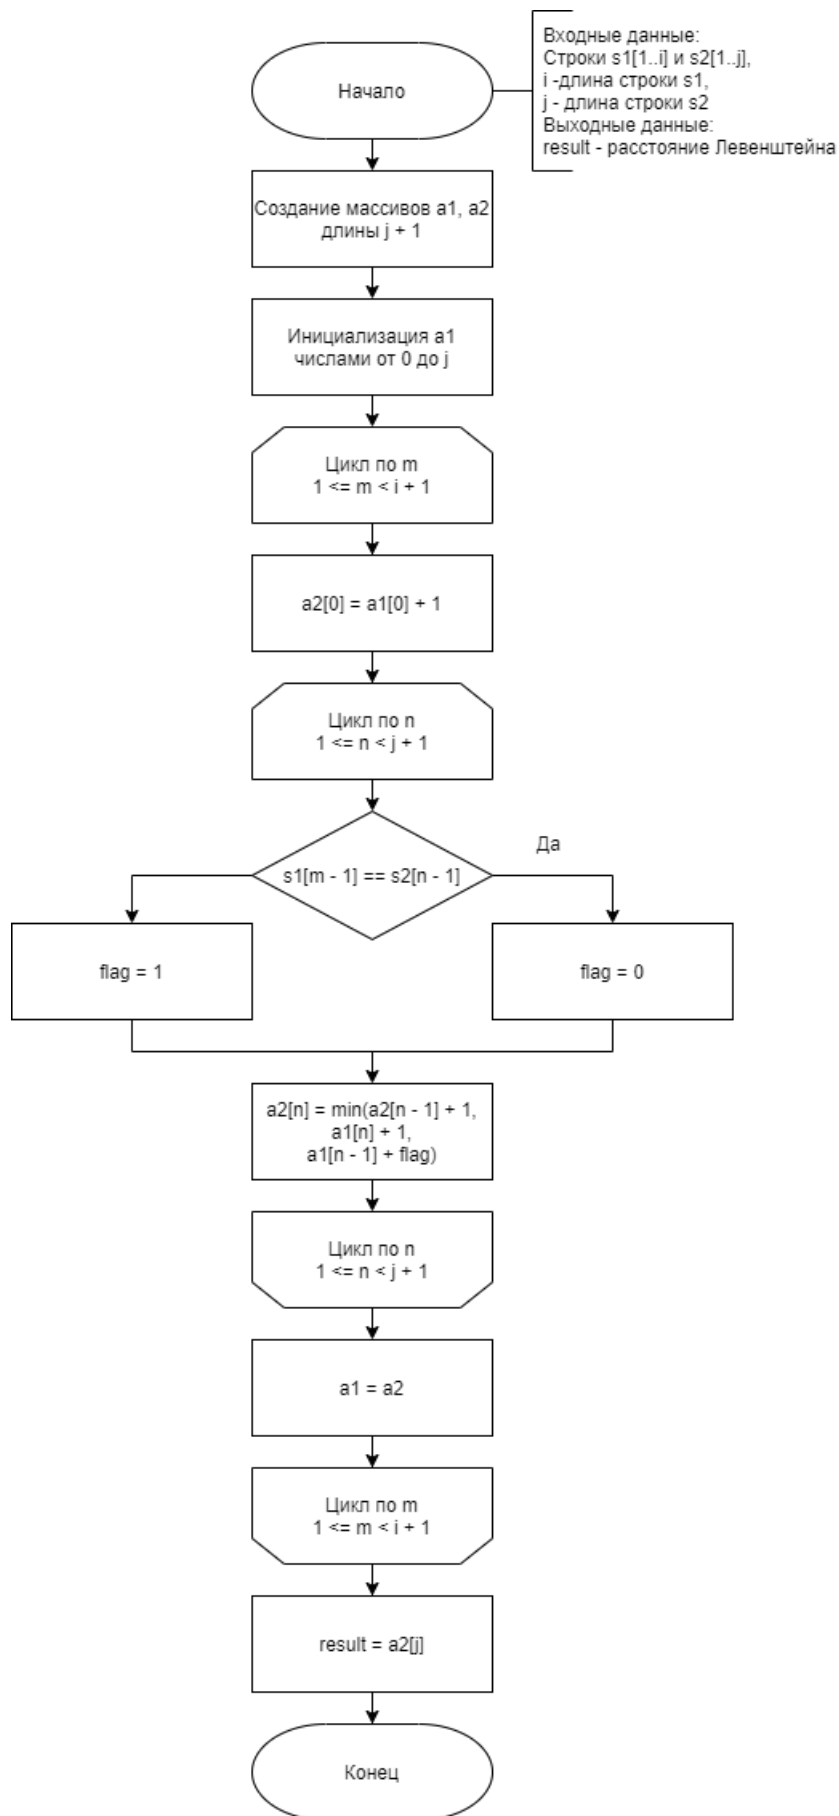 Начало
Входные данные:
Строки s1[1..i] и s2[1..j],
i -длина строки s1,
j - длина строки s2
Выходные данные:
result - расстояние Левенштейна
Создание массивов a1, a2
длины j + 1
Инициализация a1
числами от 0 до j
Цикл по m
1 <= m < i + 1
a2[0] = a1[0] + 1
Цикл по n
1 <= n < j + 1
s1[m - 1] == s2[n - 1]
Да
flag = 1
flag = 0
a2[n] = min(a2[n - 1] + 1,
a1[n] + 1,
a1[n - 1] + flag)
Цикл по n
1 <= n < j + 1
a1 = a2
Цикл по m
1 <= m < i + 1
result = a2[j]
Конец